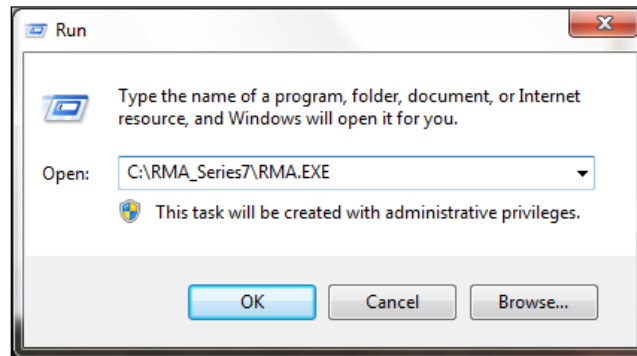 Run
Type the name of a program, folder, document, or Internet
resource, and Windows will open it for you.
Open:
C:\RMA_Series7\RMA.EXE
This task will be created with administrative privileges.
OK
Cancel
Browse...